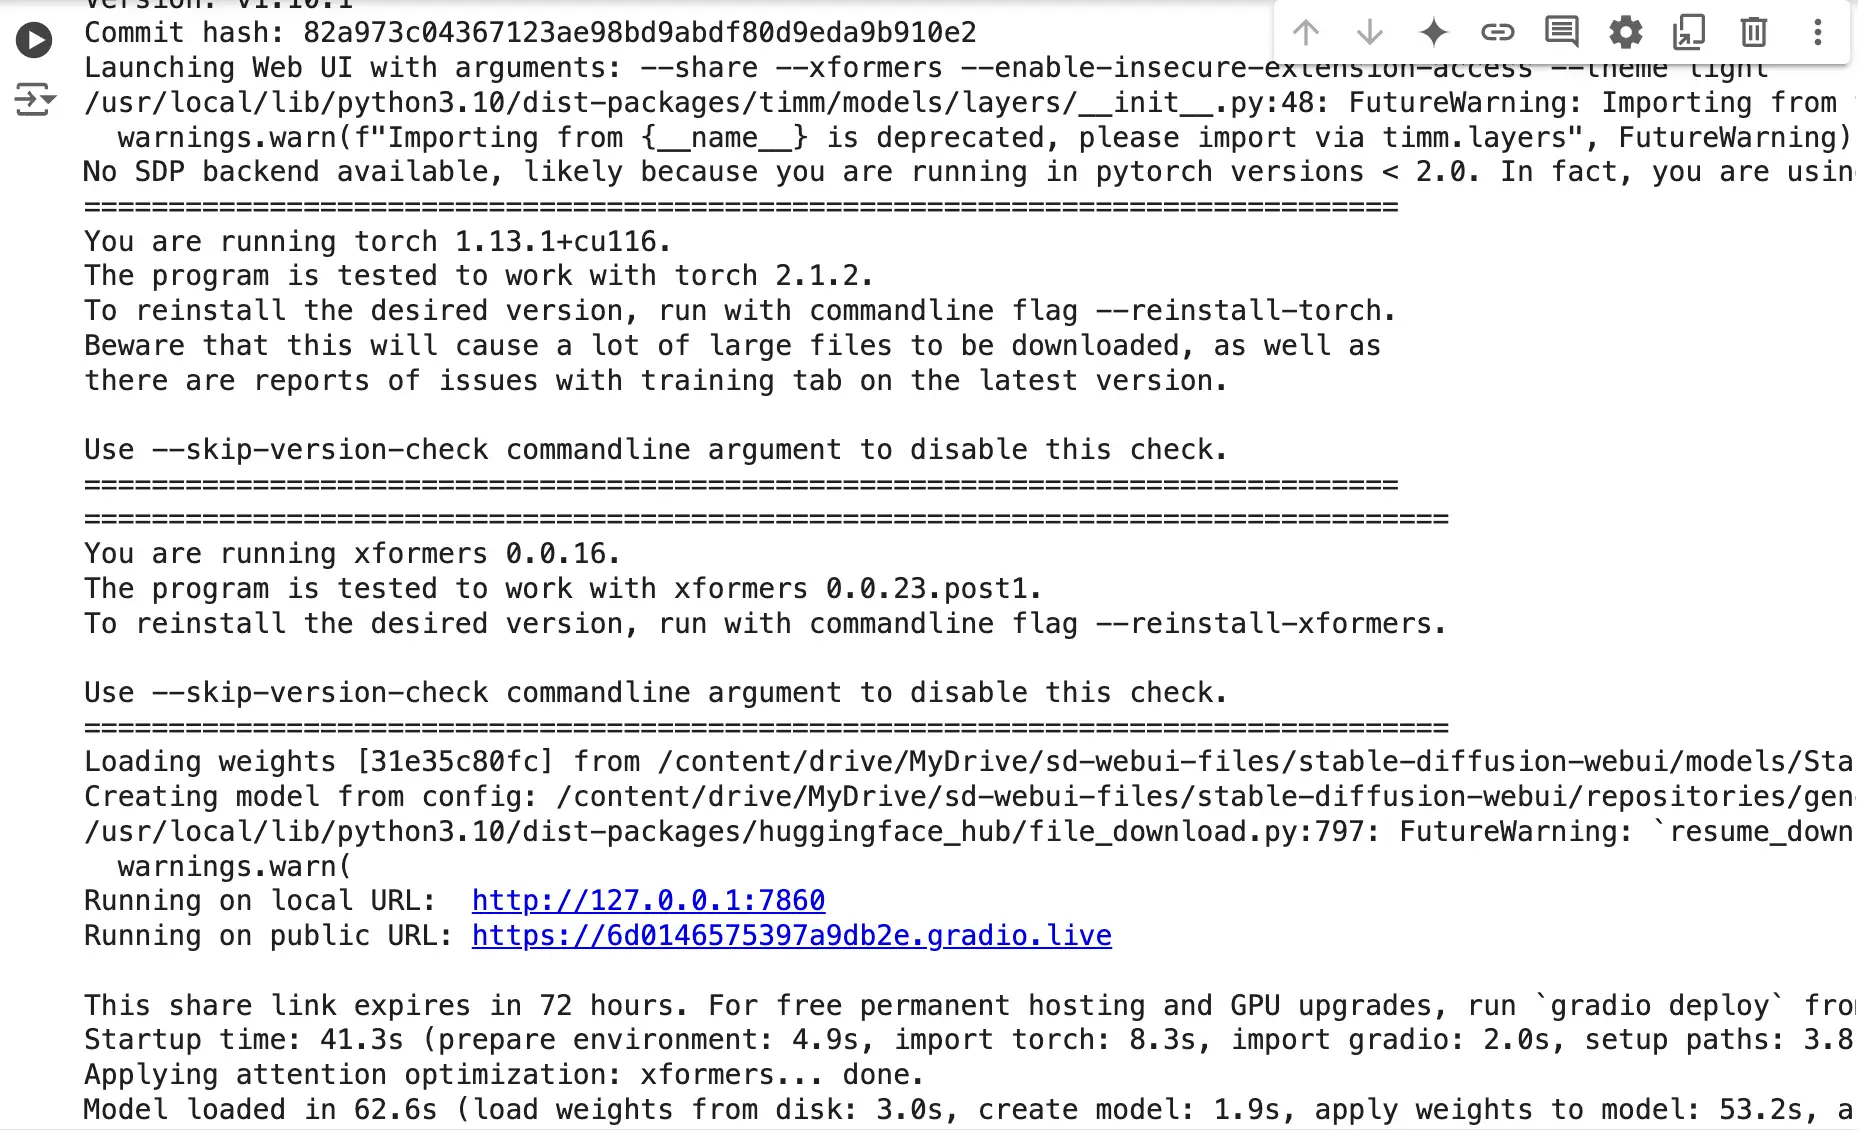 Version: v1.10.1
Commit hash: 82a973c04367123ae98bd9abdf80d9eda9b910e2
Launching Web UI with arguments: --share --xformers --enable-insecure-extension-access --theme light
/usr/local/lib/python3.10/dist-packages/timm/models/layers/__init__.py:48: FutureWarning: Importing from
  warnings.warn(f"Importing from {__name__} is deprecated, please import via timm.layers", FutureWarning)
No SDP backend available, likely because you are running in pytorch versions < 2.0. In fact, you are usin
==============================================================================
You are running torch 1.13.1+cu116.
The program is tested to work with torch 2.1.2.
To reinstall the desired version, run with commandline flag --reinstall-torch.
Beware that this will cause a lot of large files to be downloaded, as well as
there are reports of issues with training tab on the latest version.

Use --skip-version-check commandline argument to disable this check.
==============================================================================
=================================================================================
You are running xformers 0.0.16.
The program is tested to work with xformers 0.0.23.post1.
To reinstall the desired version, run with commandline flag --reinstall-xformers.

Use --skip-version-check commandline argument to disable this check.
=================================================================================
Loading weights [31e35c80fc] from /content/drive/MyDrive/sd-webui-files/stable-diffusion-webui/models/Sta
Creating model from config: /content/drive/MyDrive/sd-webui-files/stable-diffusion-webui/repositories/gen
/usr/local/lib/python3.10/dist-packages/huggingface_hub/file_download.py:797: FutureWarning: `resume_down
  warnings.warn(
Running on local URL:  http://127.0.0.1:7860
Running on public URL: https://6d0146575397a9db2e.gradio.live

This share link expires in 72 hours. For free permanent hosting and GPU upgrades, run `gradio deploy` fro
Startup time: 41.3s (prepare environment: 4.9s, import torch: 8.3s, import gradio: 2.0s, setup paths: 3.8
Applying attention optimization: xformers... done.
Model loaded in 62.6s (load weights from disk: 3.0s, create model: 1.9s, apply weights to model: 53.2s, a